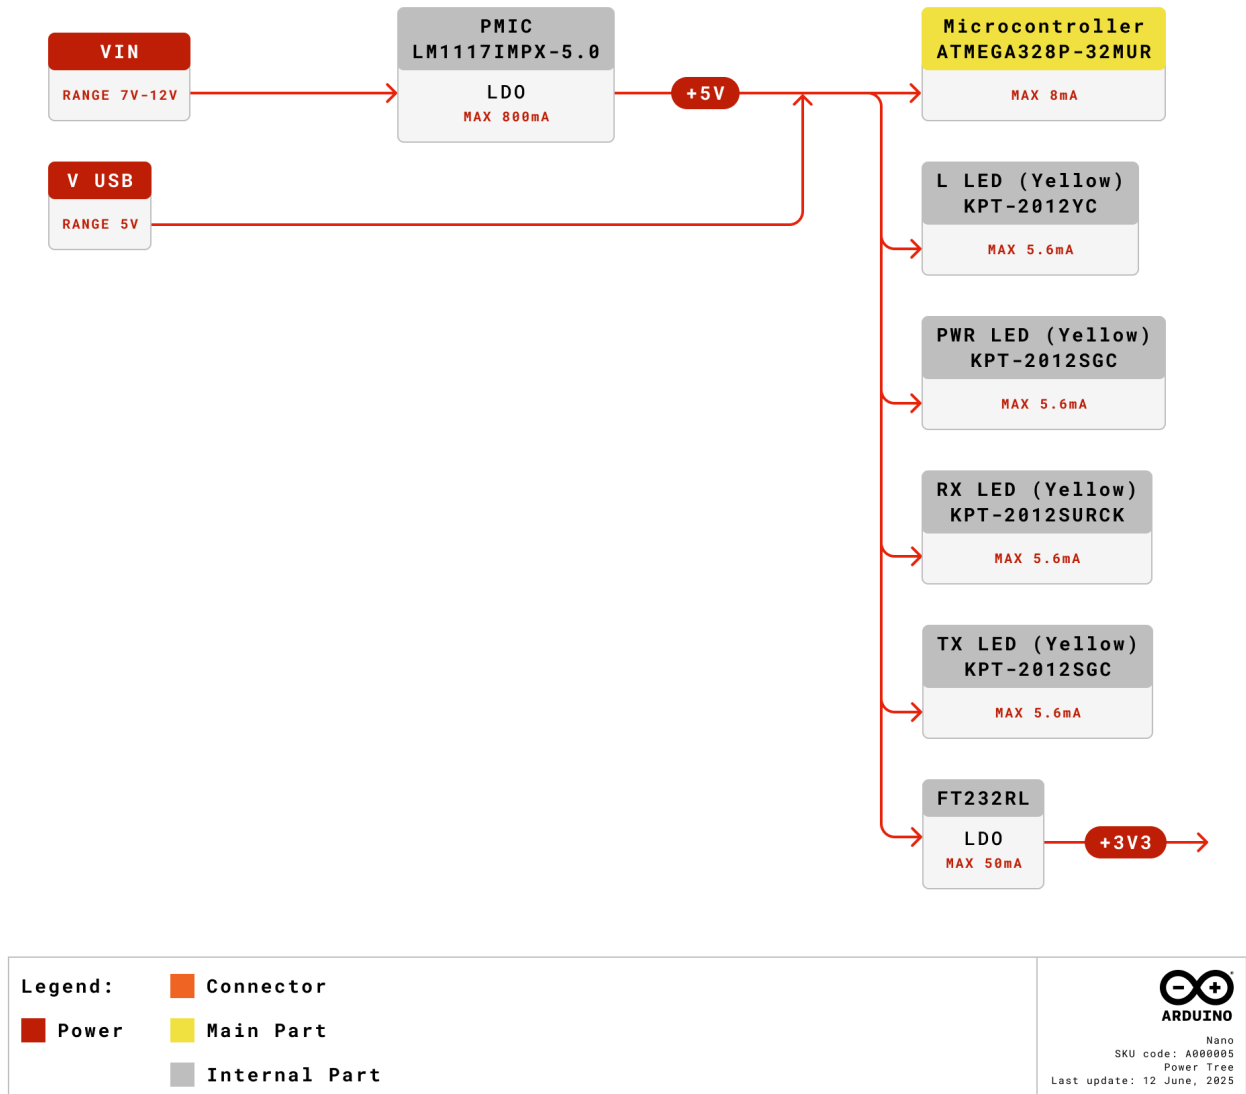 VIN
RANGE 7V-12V
PMIC
LM1117IMPX-5.0
LDO
MAX 800mA
+5V
Microcontroller
ATMEGA328P-32MUR
MAX 8mA
V USB
RANGE 5V
L LED (Yellow)
KPT-2012YC
MAX 5.6mA
PWR LED (Yellow)
KPT-2012SGC
MAX 5.6mA
RX LED (Yellow)
KPT-2012SURCK
MAX 5.6mA
TX LED (Yellow)
KPT-2012SGC
MAX 5.6mA
FT232RL
LDO
MAX 50mA
+3V3
Legend:
Power
Connector
Main Part
Internal Part
ARDUINO
Nano
SKU code: A000005
Power Tree
Last update: 12 June, 2025